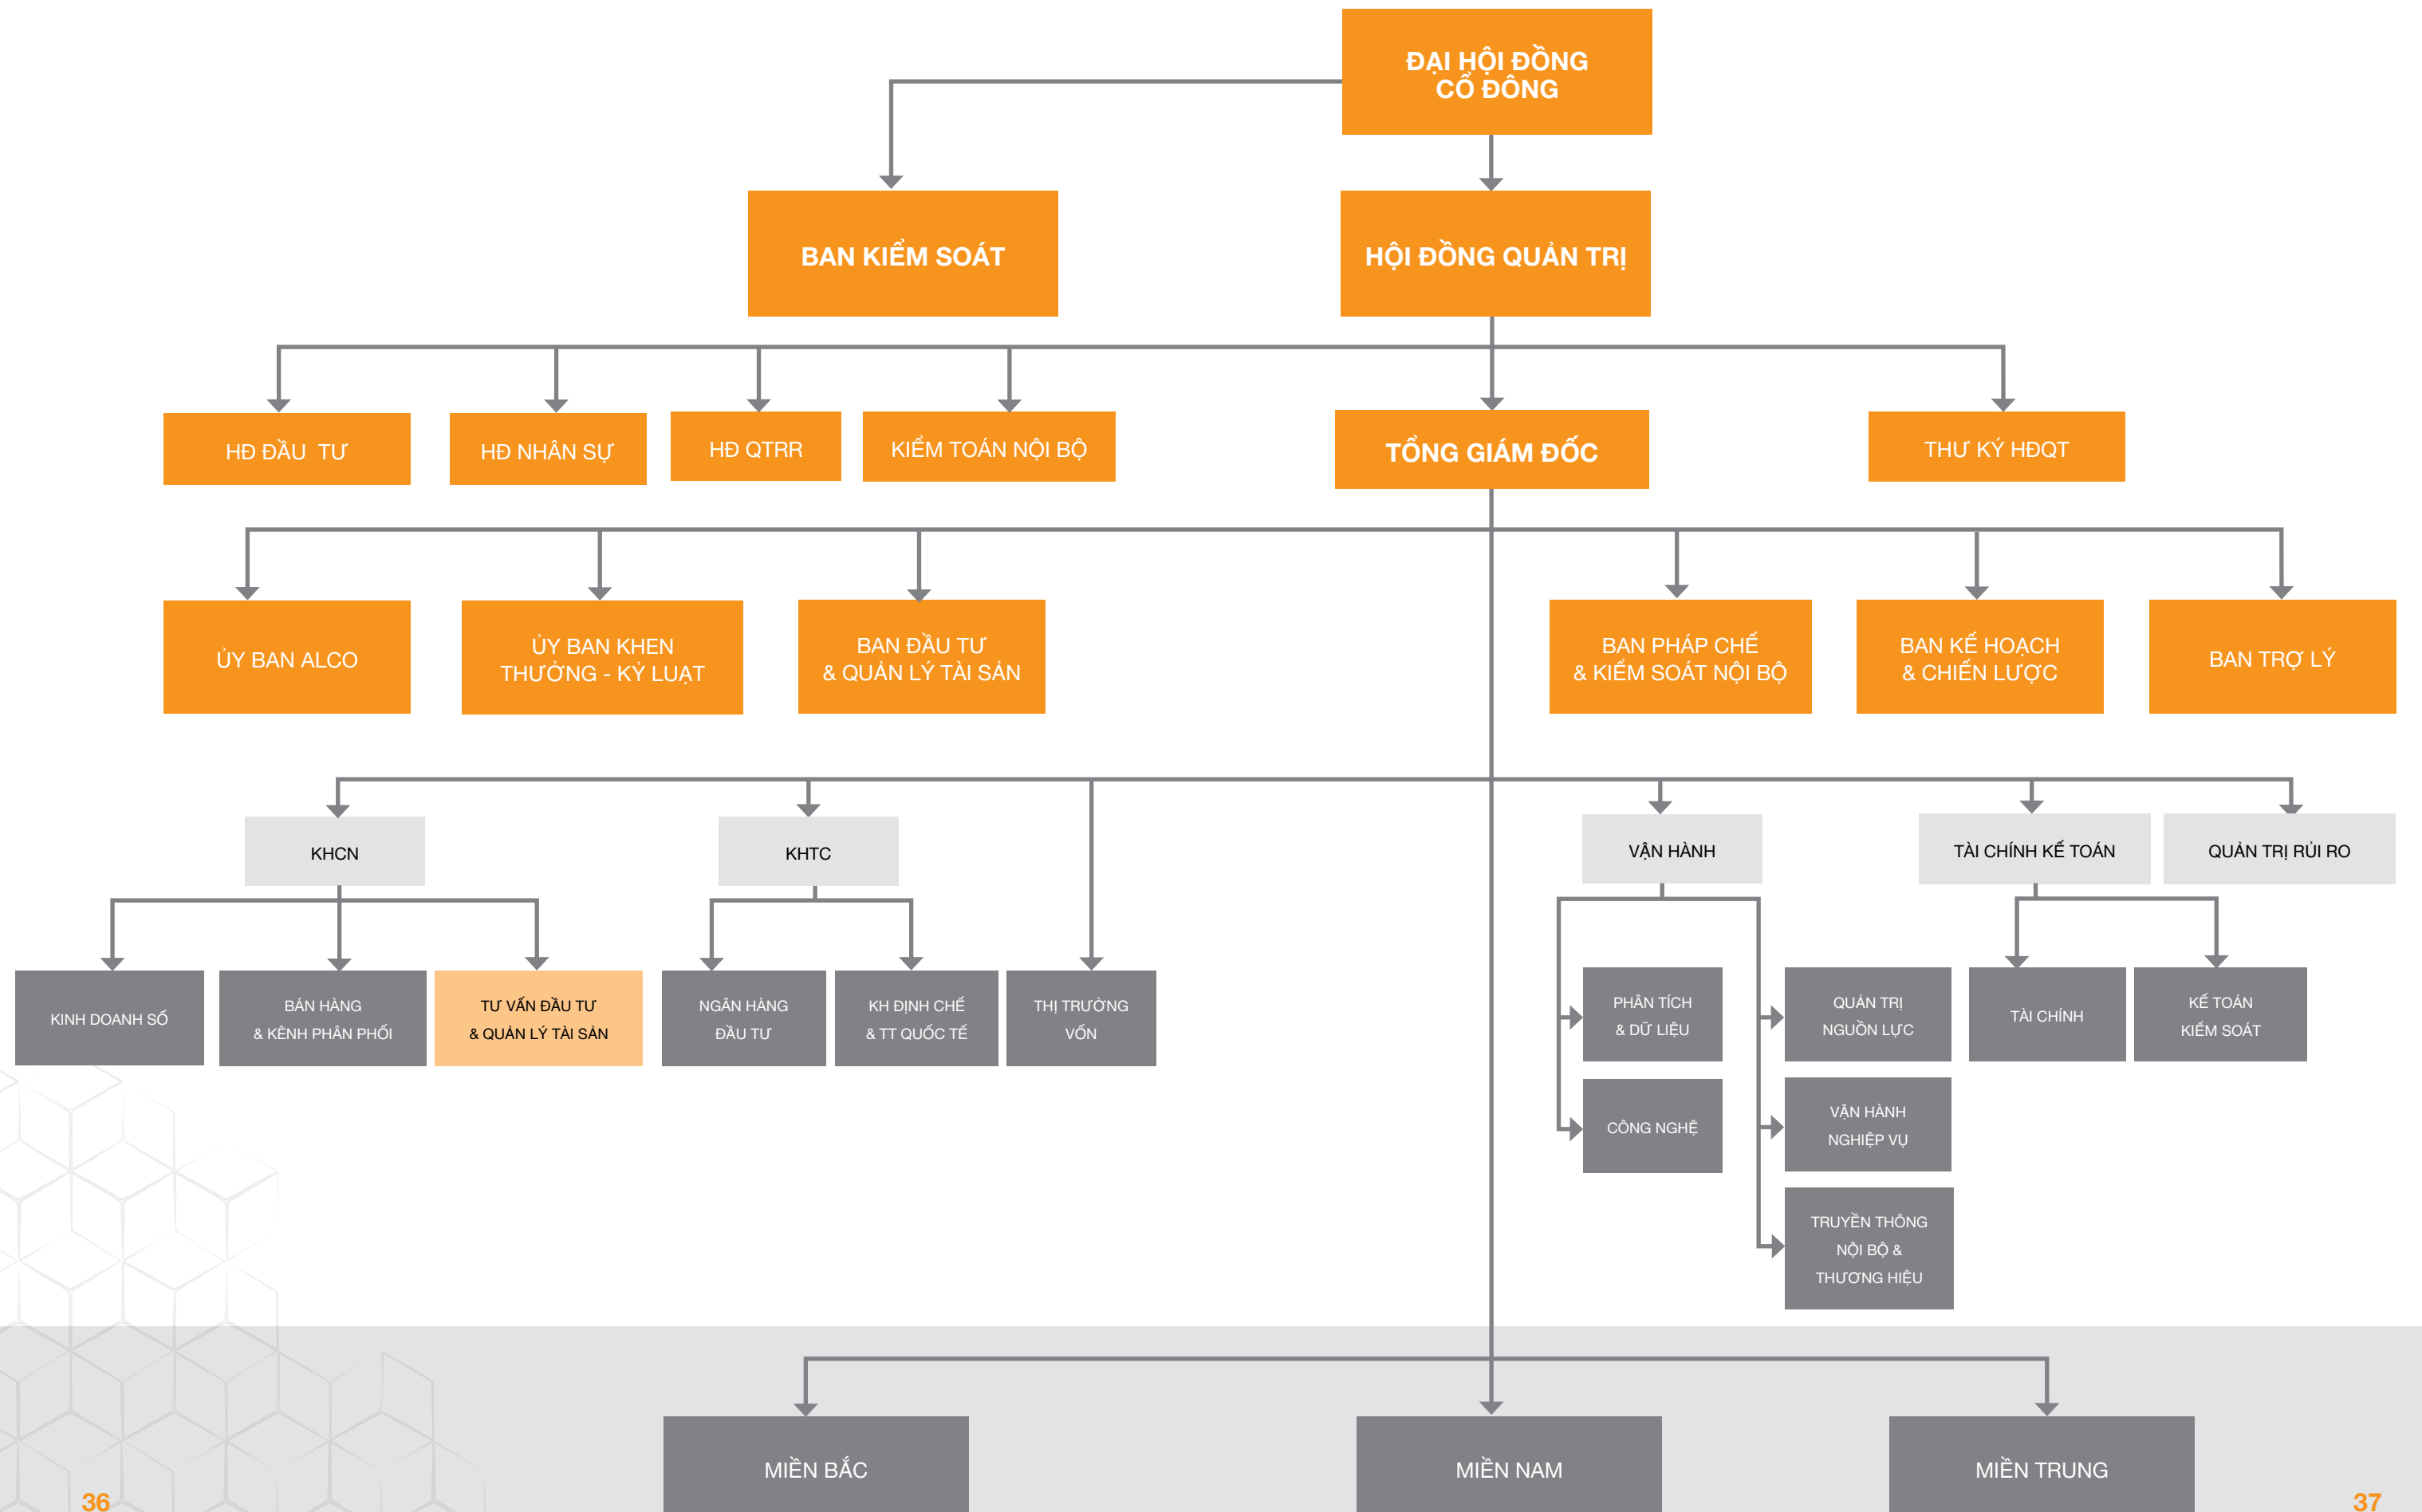 ĐẠI HỘI ĐỒNG
CỔ ĐÔNG
BAN KIỂM SOÁT
HỘI ĐỒNG QUẢN TRỊ
HĐ ĐẦU TƯ
HĐ NHÂN SỰ
HĐ QTRR
KIỂM TOÁN NỘI BỘ
TỔNG GIÁM ĐỐC
THƯ KÝ HĐQT
ỦY BAN ALCO
ỦY BAN KHEN
THƯỞNG - KỶ LUẠT
BAN ĐẦU TƯ
& QUẢN LÝ TÀI SẢN
BAN PHÁP CHẾ
& KIỂM SOÁT NỘI BỘ
BAN KẾ HOẠCH
& CHIẾN LƯỢC
BAN TRỢ LÝ
KHCN
KHTC
VẬN HÀNH
TÀI CHÍNH KẾ TOÁN
QUẢN TRỊ RỦI RO
KINH DOANH SỐ
BÁN HÀNG
& KÊNH PHÂN PHỐI
TƯ VẤN ĐẦU TƯ
& QUẢN LÝ TÀI SẢN
NGÂN HÀNG
ĐẦU TƯ
KH ĐỊNH CHẾ
& TT QUỐC TẾ
THỊ TRƯỜNG
VỐN
PHÂN TÍCH
& DỮ LIỆU
QUẢN TRỊ
NGUỒN LỰC
TÀI CHÍNH
KẾ TOÁN
KIỂM SOÁT
CÔNG NGHỆ
VẬN HÀNH
NGHIỆP VỤ
TRUYỀN THÔNG
NỘI BỘ &
THƯƠNG HIỆU
MIỀN BẮC
MIỀN NAM
MIỀN TRUNG
36
37